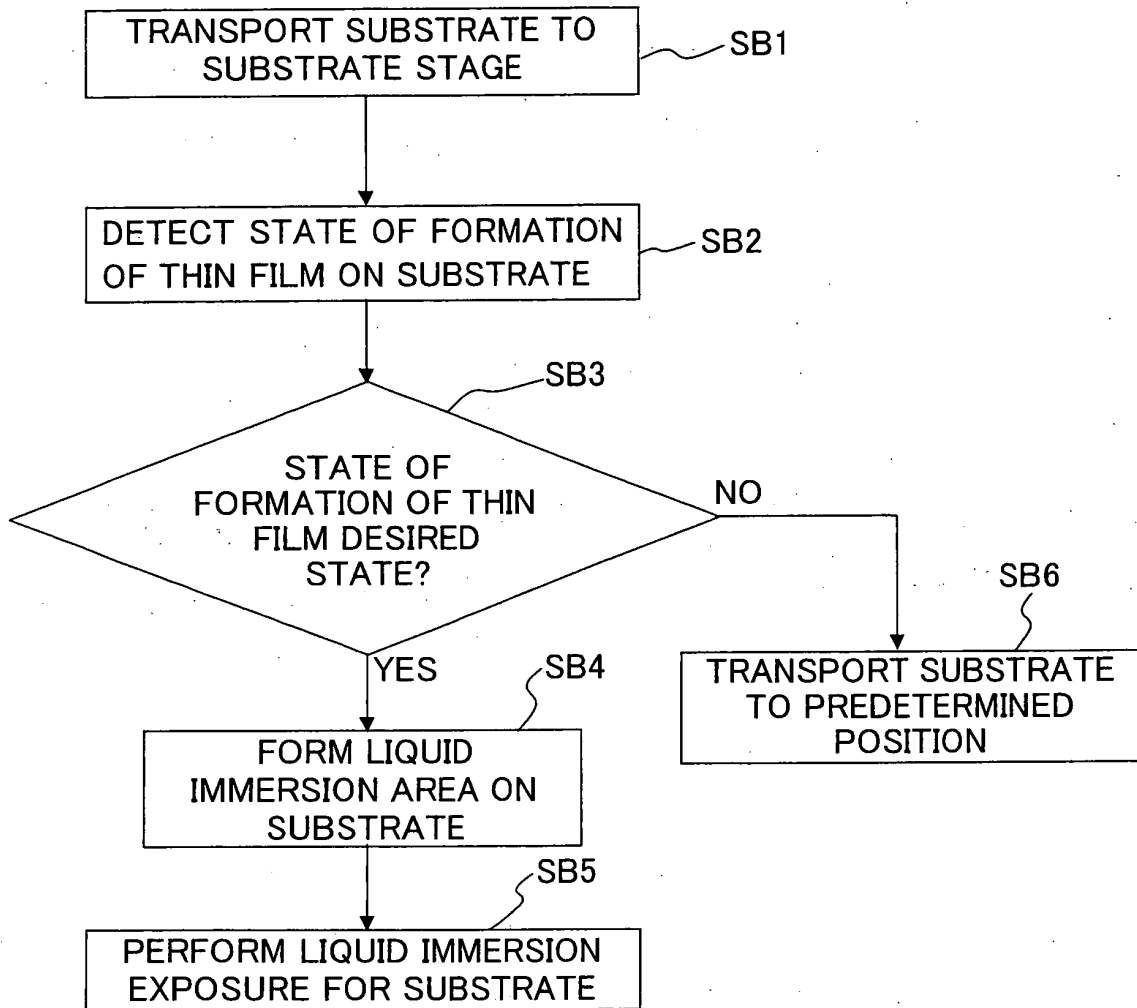 TRANSPORT SUBSTRATE TO
SUBSTRATE STAGE
SB1
DETECT STATE OF FORMATION
OF THIN FILM ON SUBSTRATE
SB2
SB3
STATE OF
FORMATION OF THIN
FILM DESIRED
STATE?
NO
YES
SB6
TRANSPORT SUBSTRATE
TO PREDETERMINED
POSITION
SB4
FORM LIQUID
IMMERSION AREA ON
SUBSTRATE
SB5
PERFORM LIQUID IMMERSION
EXPOSURE FOR SUBSTRATE